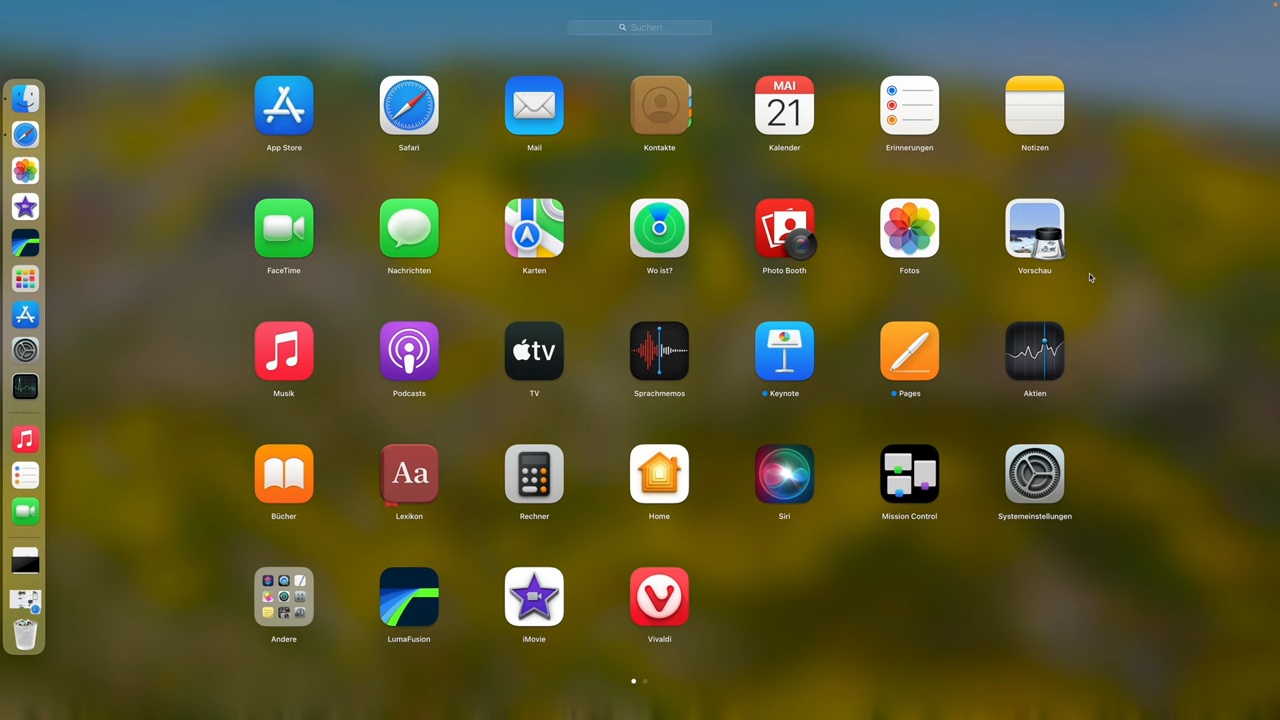 Suchen
App Store
Safari
Mail
Kontakte
MAI
21
Kalender
Erinnerungen
Notizen
FaceTime
Nachrichten
Karten
Wo ist?
Photo Booth
Fotos
Vorschau
Musik
Podcasts
tv
TV
Sprachmemos
Keynote
Pages
Aktien
Bücher
Aa
Lexikon
Rechner
Home
Siri
Mission Control
Systemeinstellungen
Andere
LumaFusion
iMovie
Vivaldi